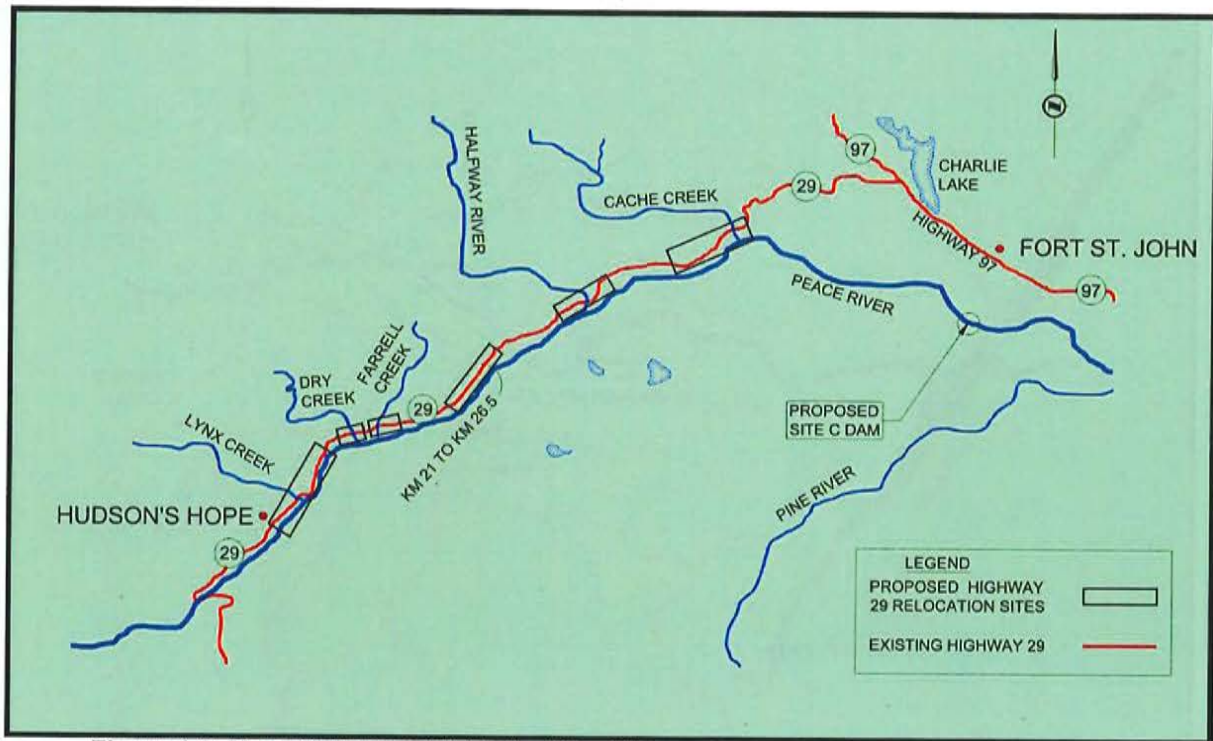 97
CHARLIE
LAKE
29
HALFWAY RIVER
CACHE CREEK
HIGHWAY 97
FORT ST. JOHN
97
PEACE RIVER
FARRELL
CREEK
DRY
CREEK
29
KM 21 TO KM 26.5
PROPOSED
SITE C DAM
LYNX CREEK
PINE RIVER
HUDSON'S HOPE
29
LEGEND
PROPOSED HIGHWAY
29 RELOCATION SITES
EXISTING HIGHWAY 29